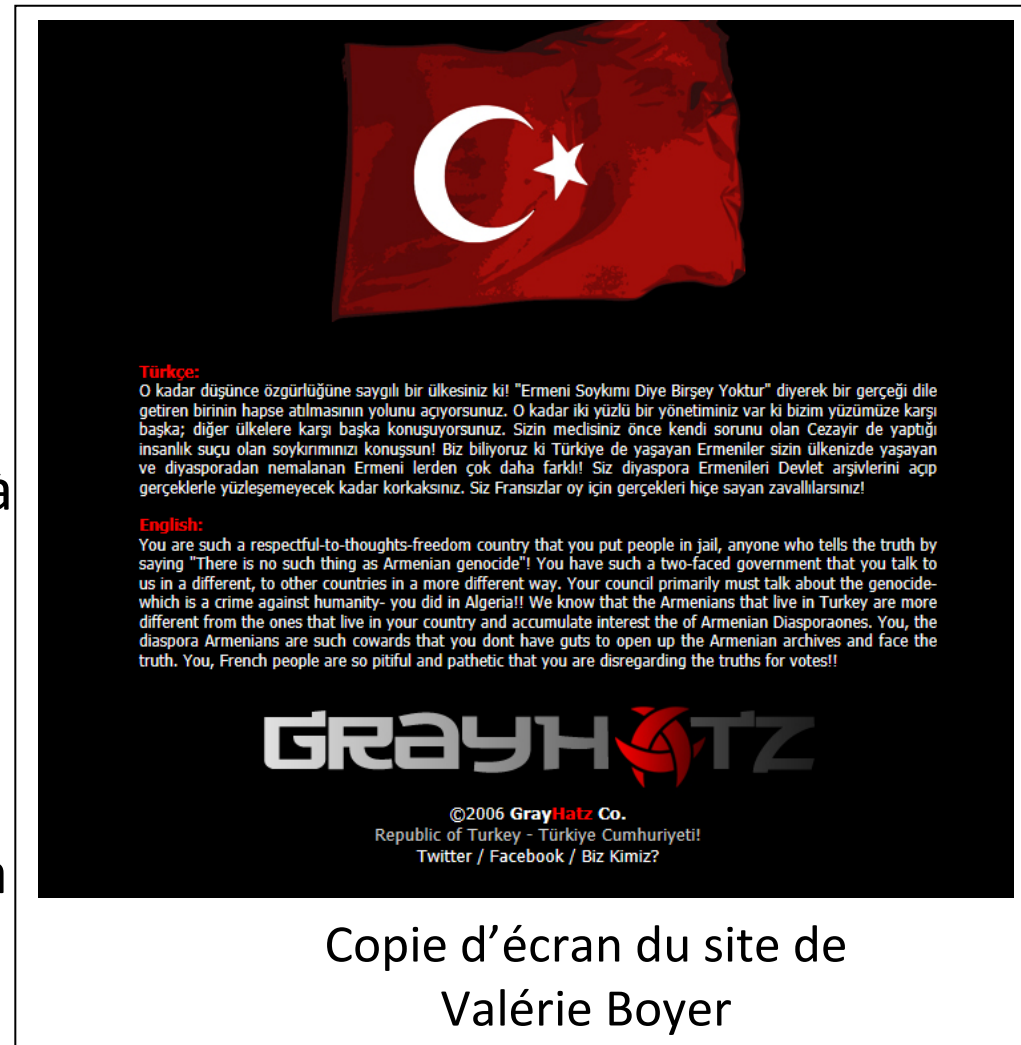 Türkçe:
O kadar düşünce özgürlüğüne saygılı bir ülkesiniz ki! "Ermeni Soykımı Diye Birşey Yoktur" diyerek bir gerçeği dile
getiren birinin hapse atılmasının yolunu açıyorsunuz. O kadar iki yüzlü bir yönetiminiz var ki bizim yüzümüze karşı
başka; diğer ülkelere karşı başka konuşuyorsunuz. Sizin meclisiniz önce kendi sorunu olan Cezayir de yaptığı
insanlık suçu olan soykırımınızı konuşsun! Biz biliyoruz ki Türkiye de yaşayan Ermeniler sizin ülkenizde yaşayan
ve diyasporadan nemalanan Ermeni lerden çok daha farklı! Siz diyaspora Ermenileri Devlet arşivlerini açıp
gerçeklerle yüzleşemeyecek kadar korkaksınız. Siz Fransızlar oy için gerçekleri hiçe sayan zavallılarsınız!
English:
You are such a respectful-to-thoughts-freedom country that you put people in jail, anyone who tells the truth by
saying "There is no such thing as Armenian genocide"! You have such a two-faced government that you talk to
us in a different, to other countries in a more different way. Your council primarily must talk about the genocide-
which is a crime against humanity- you did in Algeria!! We know that the Armenians that live in Turkey are more
different from the ones that live in your country and accumulate interest the of Armenian Diasporaones. You, the
diaspora Armenians are such cowards that you dont have guts to open up the Armenian archives and face the
truth. You, French people are so pitiful and pathetic that you are disregarding the truths for votes!!
GRAYHATZ
©2006 GrayHatz Co.
Republic of Turkey - Türkiye Cumhuriyeti!
Twitter / Facebook / Biz Kimiz?
Copie d'écran du site de
Valérie Boyer